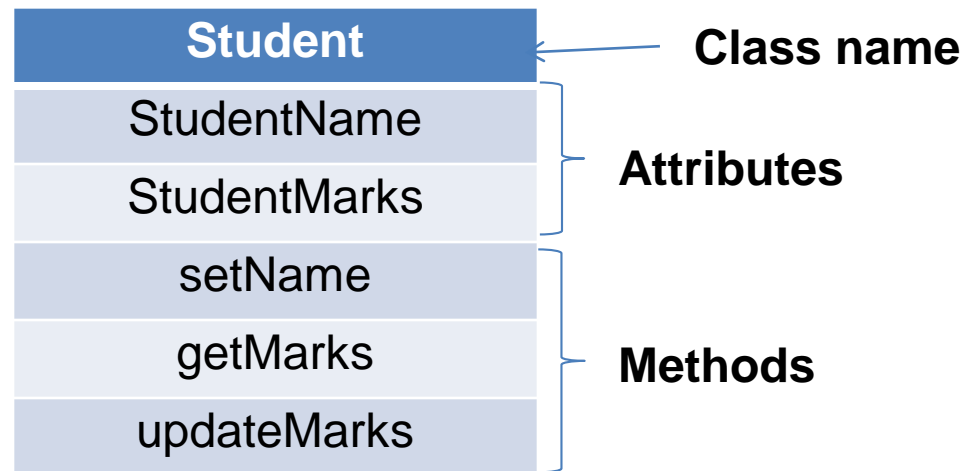 Student
Class name
StudentName
StudentMarks
Attributes
setName
getMarks
updateMarks
Methods